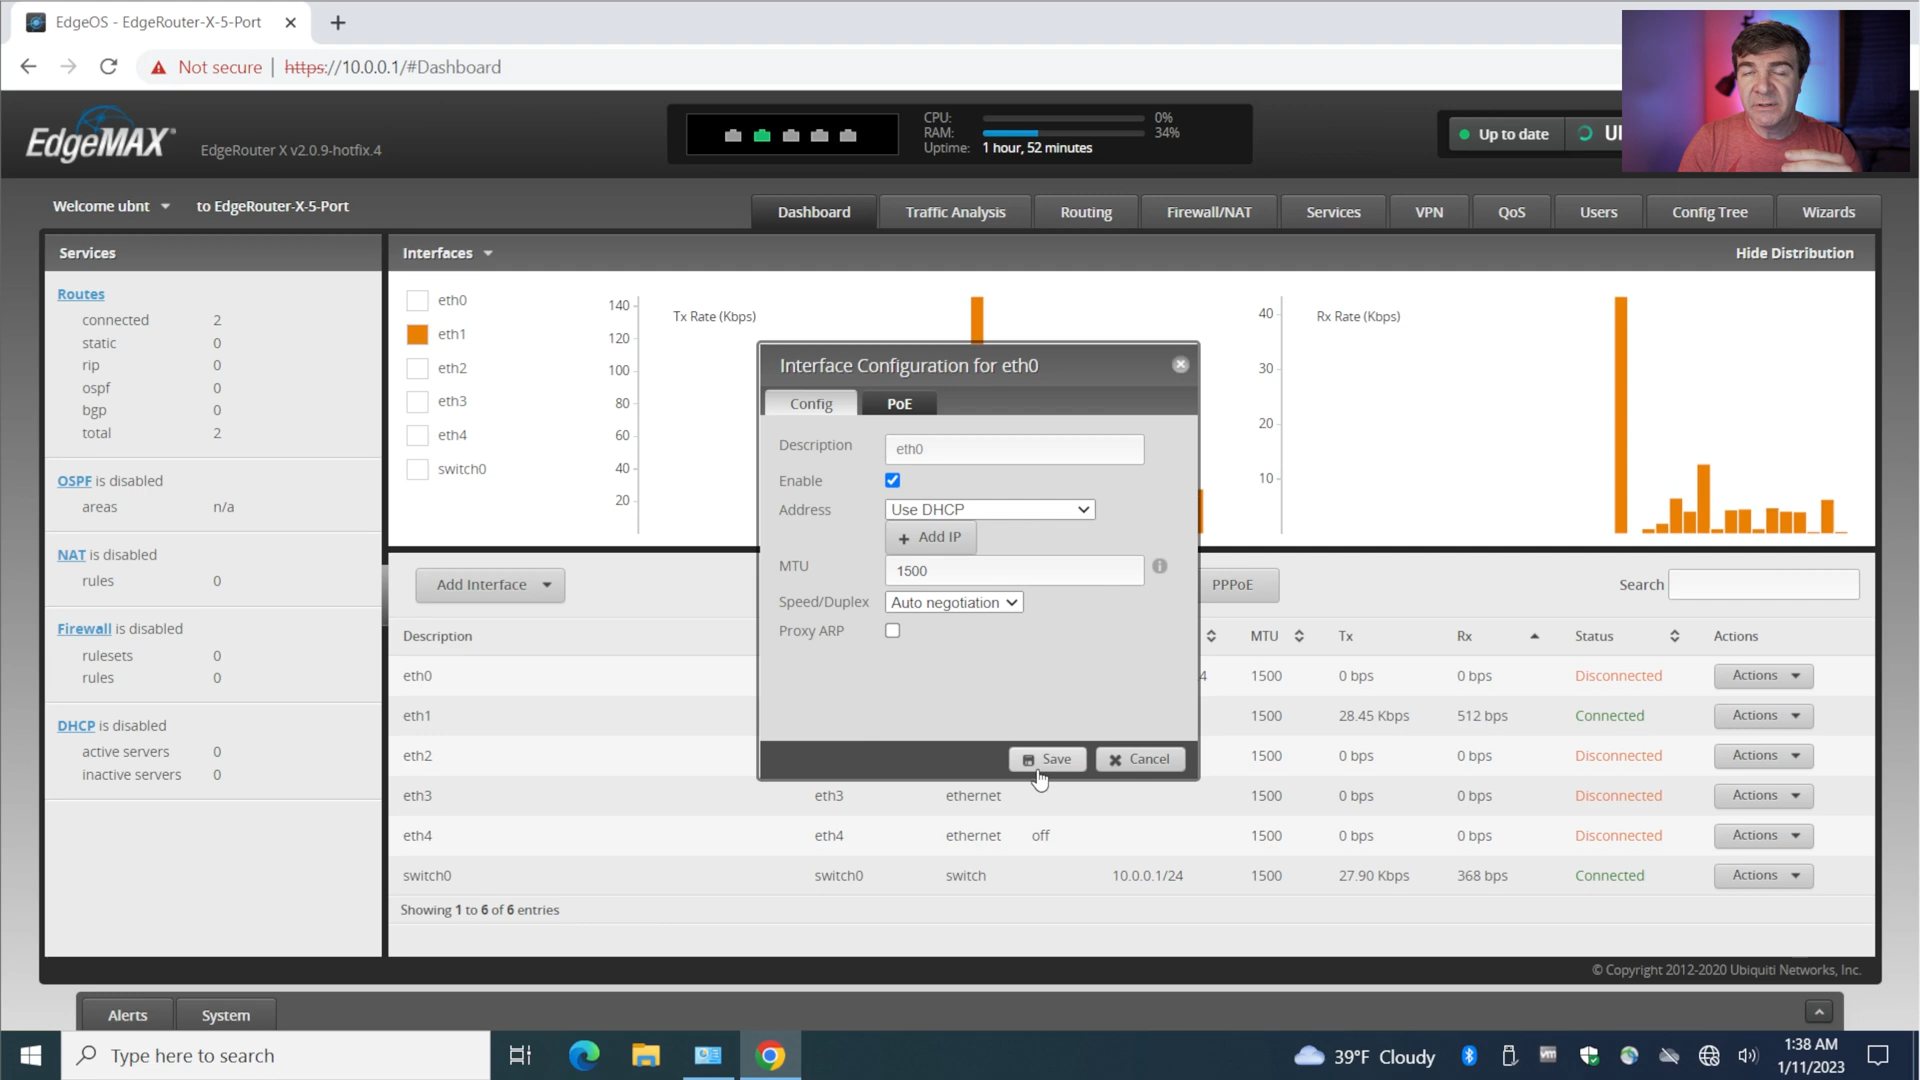 EdgeOS - EdgeRouter-X-5-Port
Not secure | https://10.0.0.1/#Dashboard
EdgeMAX
EdgeRouter X v2.0.9-hotfix.4
CPU: 0%
RAM: 34%
Uptime: 1 hour, 52 minutes
Up to date
Welcome ubnt to EdgeRouter-X-5-Port
Dashboard Traffic Analysis Routing Firewall/NAT Services VPN QoS Users Config Tree Wizards
Services
Routes
connected 2
static 0
rip 0
ospf 0
bgp 0
total 2
OSPF is disabled
areas n/a
NAT is disabled
rules 0
Firewall is disabled
rulesets 0
rules 0
DHCP is disabled
active servers 0
inactive servers 0
Interfaces Hide Distribution
eth0
eth1
eth2
eth3
eth4
switch0
Tx Rate (Kbps)
140
120
100
80
60
40
20
Rx Rate (Kbps)
40
30
20
10
Interface Configuration for eth0
Config PoE
Description eth0
Enable
Address Use DHCP
+ Add IP
MTU 1500
Speed/Duplex Auto negotiation
Proxy ARP
Save Cancel
Add Interface PPPoE Search
Description MTU Tx Rx Status Actions
eth0 4 1500 0 bps 0 bps Disconnected Actions
eth1 1500 28.45 Kbps 512 bps Connected Actions
eth2 1500 0 bps 0 bps Disconnected Actions
eth3 eth3 ethernet 1500 0 bps 0 bps Disconnected Actions
eth4 eth4 ethernet off 1500 0 bps 0 bps Disconnected Actions
switch0 switch0 switch 10.0.0.1/24 1500 27.90 Kbps 368 bps Connected Actions
Showing 1 to 6 of 6 entries
© Copyright 2012-2020 Ubiquiti Networks, Inc.
Alerts System
Type here to search
39°F Cloudy
vm
1:38 AM
1/11/2023